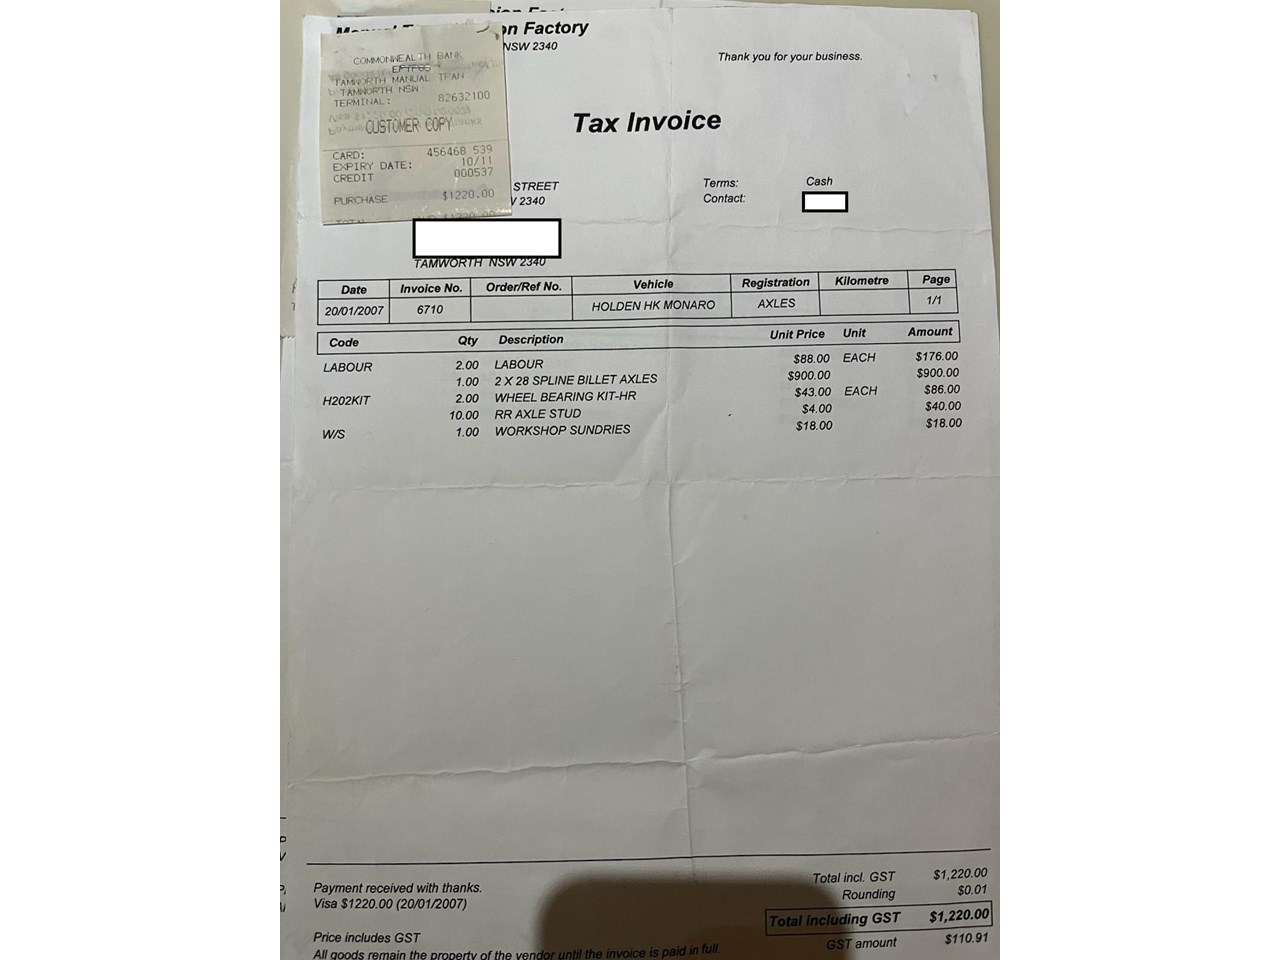 on Factory
NSW 2340
Thank you for your business.
COMMONWEALTH BANK
EFTPOS
TAMWORTH MANUAL TRAN
TAMWORTH NSW
TERMINAL: 82632100
CUSTOMER COPY
CARD: 456468 539
EXPIRY DATE: 10/11
CREDIT 000537
PURCHASE $1220.00
Tax Invoice
STREET
2340
Terms: Cash
Contact:
TAMWORTH NSW 2340
Date Invoice No. Order/Ref No. Vehicle Registration Kilometre Page
20/01/2007 6710 HOLDEN HK MONARO AXLES 1/1
Code Qty Description Unit Price Unit Amount
LABOUR 2.00 LABOUR $88.00 EACH $176.00
1.00 2 X 28 SPLINE BILLET AXLES $900.00 $900.00
H202KIT 2.00 WHEEL BEARING KIT-HR $43.00 EACH $86.00
10.00 RR AXLE STUD $4.00 $40.00
W/S 1.00 WORKSHOP SUNDRIES $18.00 $18.00
Payment received with thanks.
Visa $1220.00 (20/01/2007)
Total incl. GST $1,220.00
Rounding $0.01
Total including GST $1,220.00
GST amount $110.91
Price includes GST
All goods remain the property of the vendor until the invoice is paid in full.